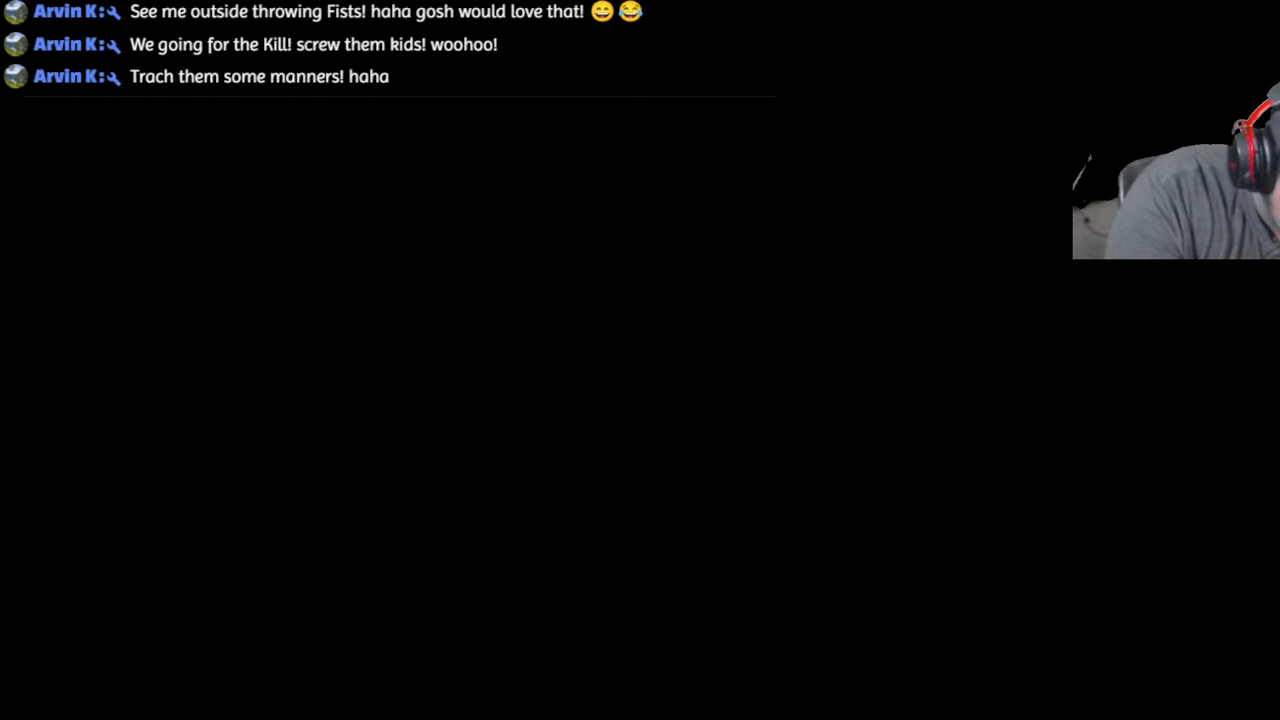 Arvin K: See me outside throwing Fists! haha gosh would love that! 😄 😂
Arvin K: We going for the Kill! screw them kids! woohoo!
Arvin K: Trach them some manners! haha